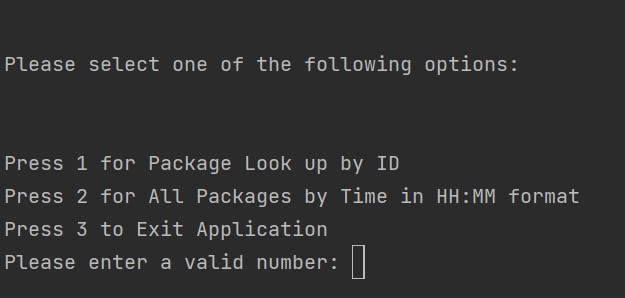 Please select one of the following options:
Press 1 for Package Look up by ID
Press 2 for All Packages by Time in HH:MM format
Press 3 to Exit Application
Please enter a valid number: